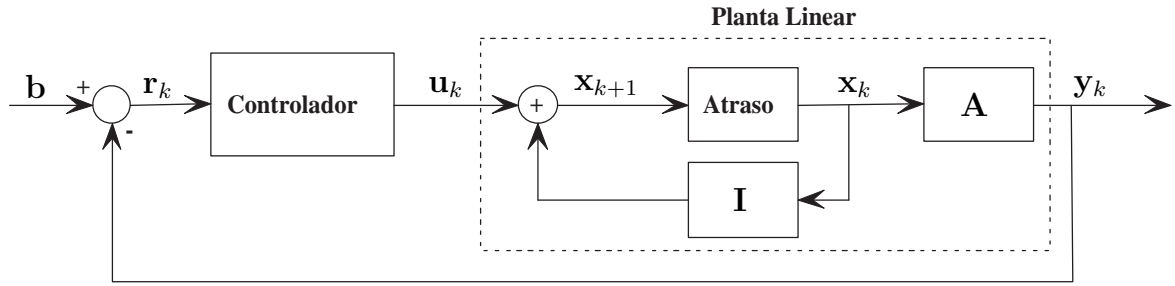 Planta Linear
b
+
-
r_k
Controlador
u_k
+
x_{k+1}
Atraso
x_k
A
y_k
I